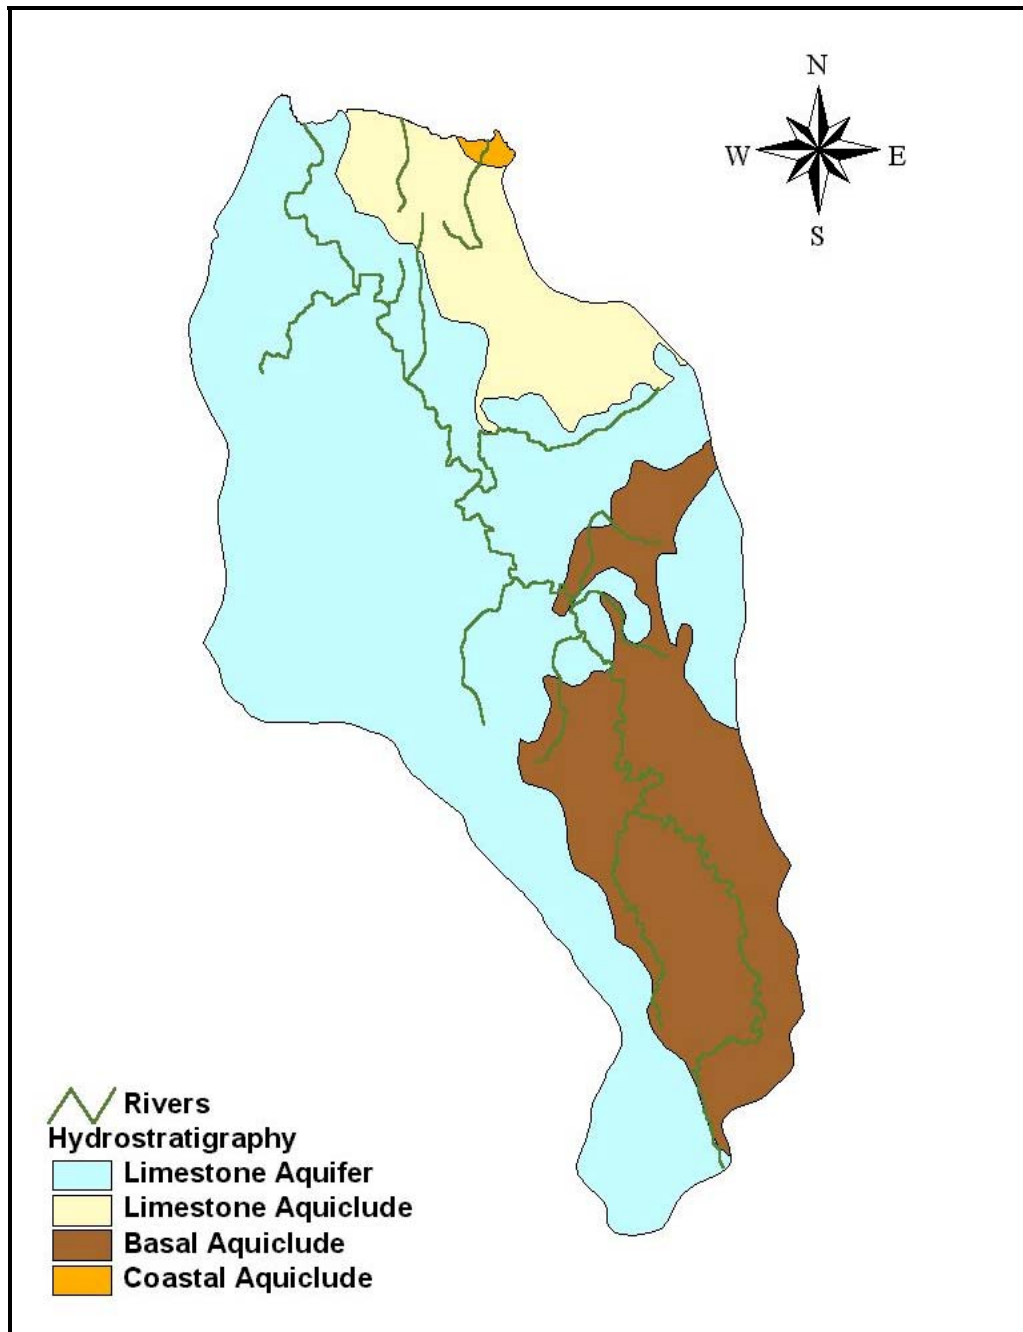 N
W E
S
Rivers
Hydrostratigraphy
Limestone Aquifer
Limestone Aquiclude
Basal Aquiclude
Coastal Aquiclude